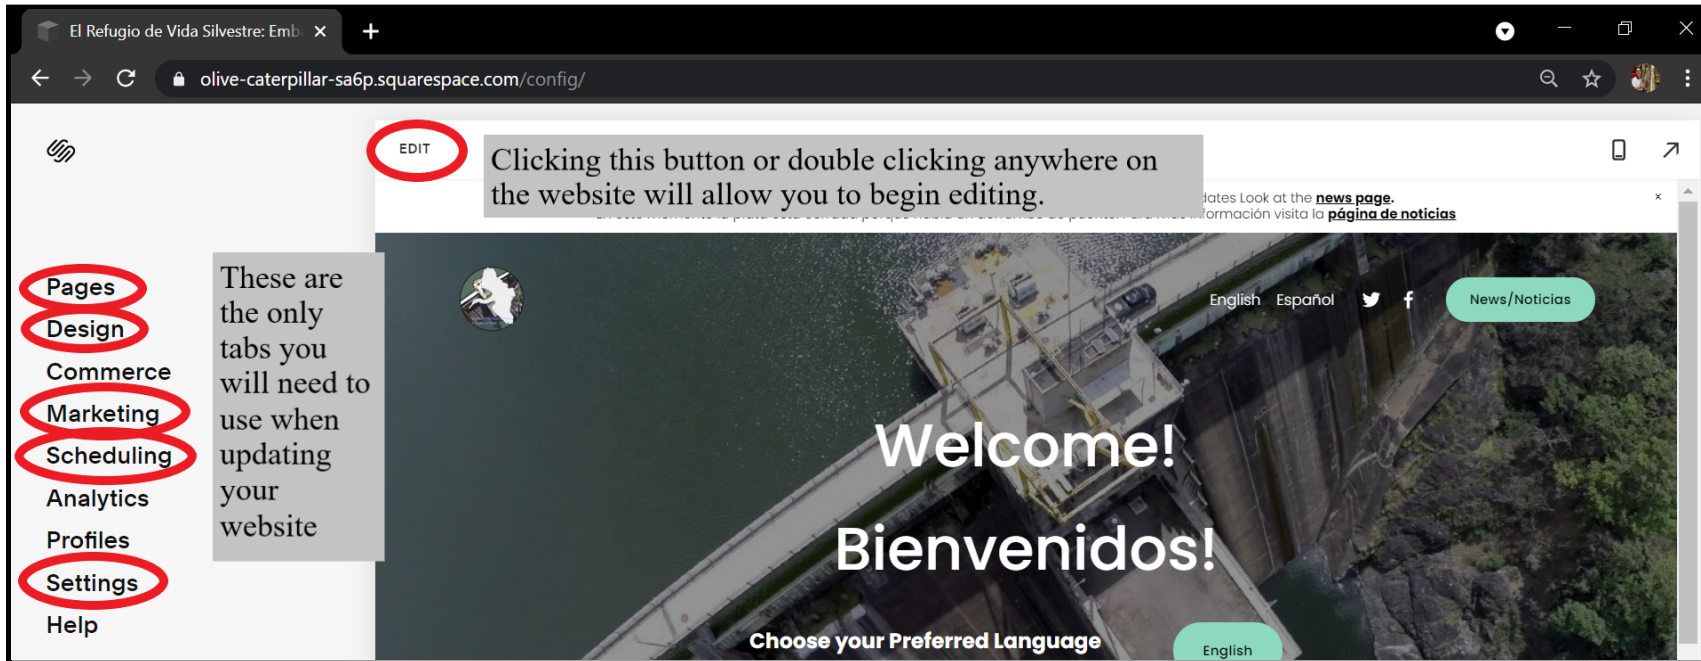 El Refugio de Vida Silvestre: Emb
olive-caterpillar-sa6p.squarespace.com/config/
EDIT
Clicking this button or double clicking anywhere on
the website will allow you to begin editing.
dates Look at the news page.
formación visita la página de noticias
Pages
Design
Commerce
Marketing
Scheduling
Analytics
Profiles
Settings
Help
These are
the only
tabs you
will need to
use when
updating
your
website
English Español
News/Noticias
Welcome!
Bienvenidos!
Choose your Preferred Language
English